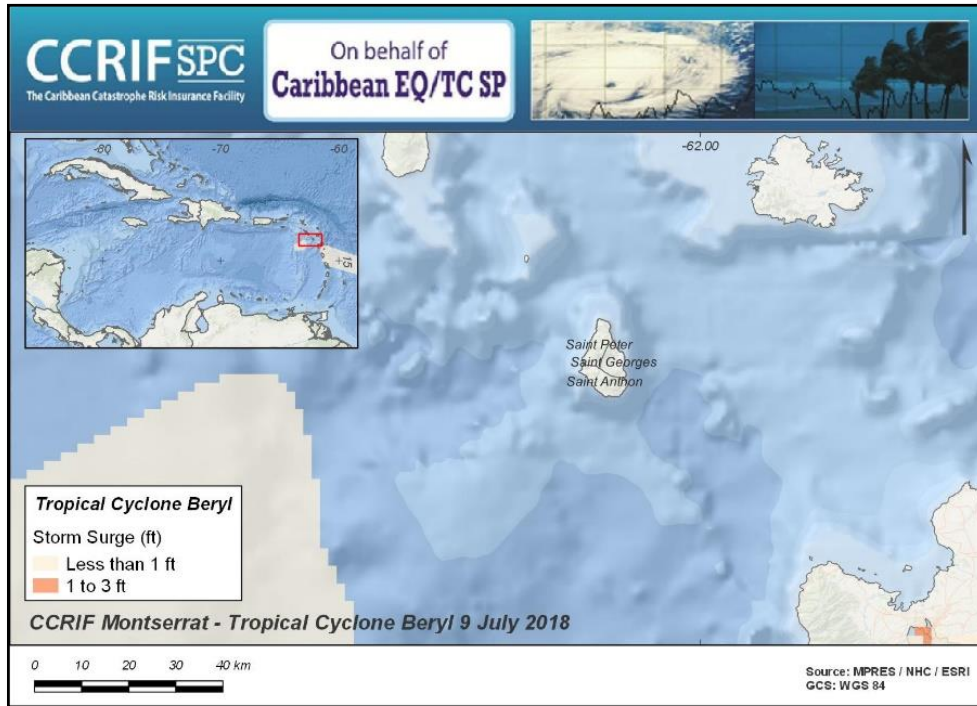 CCRIF SPC
The Caribbean Catastrophe Risk Insurance Facility
On behalf of
Caribbean EQ/TC SP
-80
-70
-60
15
-62.00
Saint Peter
Saint Georges
Saint Anthon
Tropical Cyclone Beryl
Storm Surge (ft)
Less than 1 ft
1 to 3 ft
CCRIF Montserrat - Tropical Cyclone Beryl 9 July 2018
0 10 20 30 40 km
Source: MPRES / NHC / ESRI
GCS: WGS 84